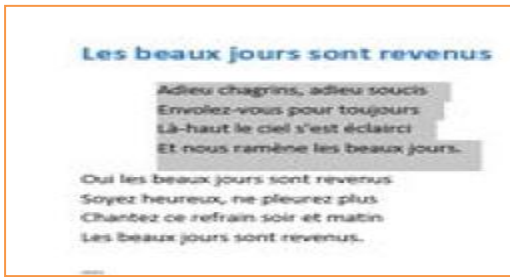 Les beaux jours sont revenus
Adieu chagrins, adieu soucis
Envolez-vous pour toujours
Là-haut le ciel s'est éclairci
Et nous ramène les beaux jours.
Oui les beaux jours sont revenus
Soyez heureux, ne pleurez plus
Chantez ce refrain soir et matin
Les beaux jours sont revenus.